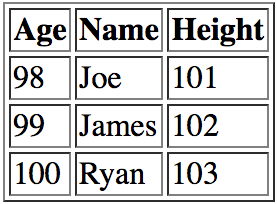 Age Name Height
98 Joe 101
99 James 102
100 Ryan 103